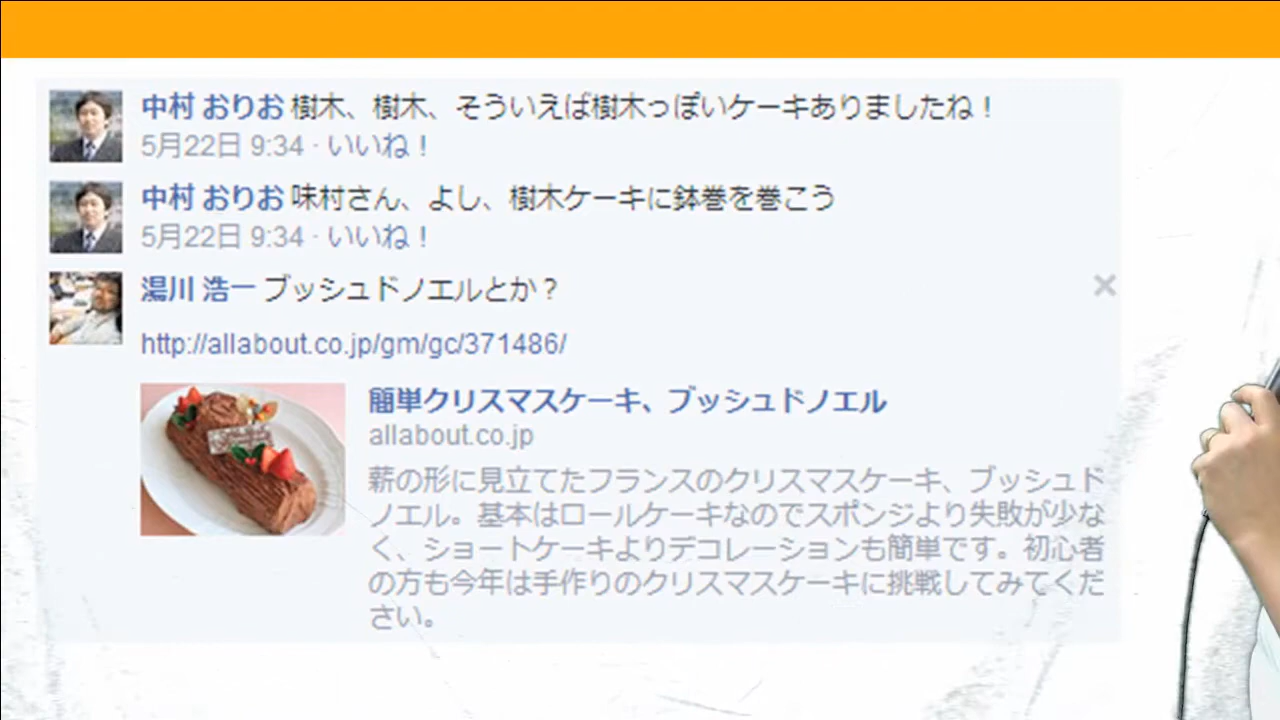 中村 おりお 樹木、樹木、そういえば樹木っぽいケーキありましたね！
5月22日 9:34 · いいね！
中村 おりお 味村さん、よし、樹木ケーキに鉢巻を巻こう
5月22日 9:34 · いいね！
湯川 浩一 ブッシュドノエルとか？
http://allabout.co.jp/gm/gc/371486/
簡単クリスマスケーキ、ブッシュドノエル
allabout.co.jp
薪の形に見立てたフランスのクリスマスケーキ、ブッシュド
ノエル。基本はロールケーキなのでスポンジより失敗が少な
く、ショートケーキよりデコレーションも簡単です。初心者
の方も今年は手作りのクリスマスケーキに挑戦してみてくだ
さい。